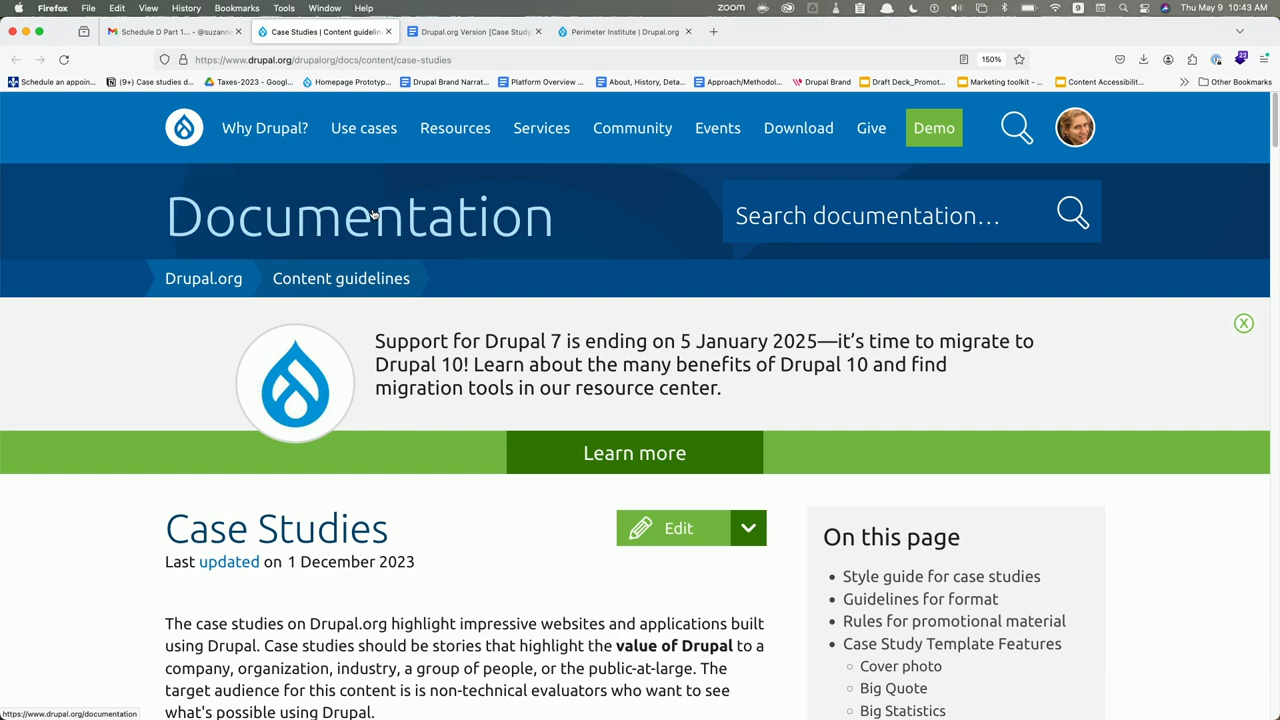 Firefox File Edit View History Bookmarks Tools Window Help
zoom Thu May 9 10:43 AM
Schedule D Part 1... - @suzann
Case Studies | Content guidelin
Drupal.org Version [Case Stud
Perimeter Institute | Drupal.org
https://www.drupal.org/drupalorg/docs/content/case-studies
150%
22
Schedule an appoin...
(9+) Case studies d...
Taxes-2023 - Googl...
Homepage Prototyp...
Drupal Brand Narrat...
Platform Overview ...
About, History, Deta...
Approach/Methodol...
Drupal Brand
Draft Deck_Promot...
Marketing toolkit - ...
Content Accessibilit...
Other Bookmarks
Why Drupal? Use cases Resources Services Community Events Download Give Demo
Documentation
Search documentation...
Drupal.org Content guidelines
Support for Drupal 7 is ending on 5 January 2025—it’s time to migrate to
Drupal 10! Learn about the many benefits of Drupal 10 and find
migration tools in our resource center.
X
Learn more
Case Studies
Edit
Last updated on 1 December 2023
The case studies on Drupal.org highlight impressive websites and applications built
using Drupal. Case studies should be stories that highlight the value of Drupal to a
company, organization, industry, a group of people, or the public-at-large. The
target audience for this content is is non-technical evaluators who want to see
what's possible using Drupal.
On this page
Style guide for case studies
Guidelines for format
Rules for promotional material
Case Study Template Features
Cover photo
Big Quote
Big Statistics
https://www.drupal.org/documentation